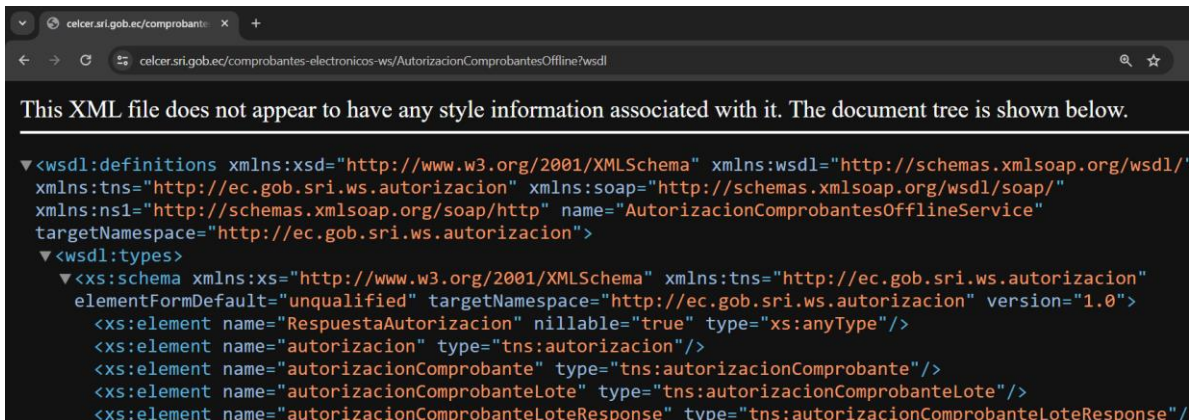 celcer.sri.gob.ec/comprobante
celcer.sri.gob.ec/comprobantes-electronicos-ws/AutorizacionComprobantesOffline?wsdl
This XML file does not appear to have any style information associated with it. The document tree is shown below.
▼<wsdl:definitions xmlns:xsd="http://www.w3.org/2001/XMLSchema" xmlns:wsdl="http://schemas.xmlsoap.org/wsdl/"
xmlns:tns="http://ec.gob.sri.ws.autorizacion" xmlns:soap="http://schemas.xmlsoap.org/wsdl/soap/"
xmlns:ns1="http://schemas.xmlsoap.org/soap/http" name="AutorizacionComprobantesOfflineService"
targetNamespace="http://ec.gob.sri.ws.autorizacion">
▼<wsdl:types>
▼<xs:schema xmlns:xs="http://www.w3.org/2001/XMLSchema" xmlns:tns="http://ec.gob.sri.ws.autorizacion"
elementFormDefault="unqualified" targetNamespace="http://ec.gob.sri.ws.autorizacion" version="1.0">
<xs:element name="RespuestaAutorizacion" nillable="true" type="xs:anyType"/>
<xs:element name="autorizacion" type="tns:autorizacion"/>
<xs:element name="autorizacionComprobante" type="tns:autorizacionComprobante"/>
<xs:element name="autorizacionComprobanteLote" type="tns:autorizacionComprobanteLote"/>
<xs:element name="autorizacionComprobanteLoteResponse" type="tns:autorizacionComprobanteLoteResponse"/